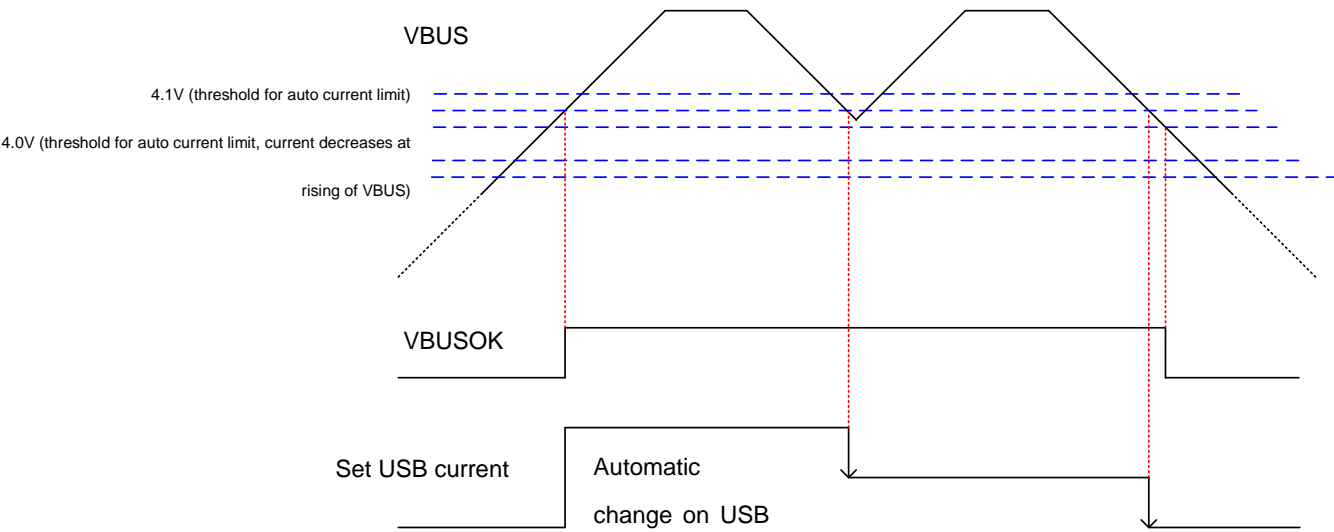 VBUS
4.1V (threshold for auto current limit)
4.0V (threshold for auto current limit, current decreases at
rising of VBUS)
VBUSOK
Set USB current
Automatic
change on USB